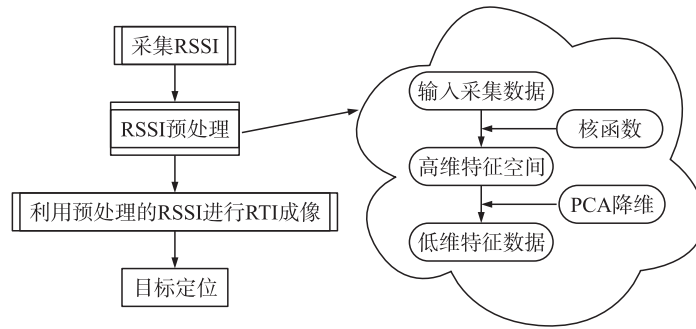 采集RSSI
RSSI预处理
利用预处理的RSSI进行RTI成像
目标定位
输入采集数据
核函数
高维特征空间
PCA降维
低维特征数据